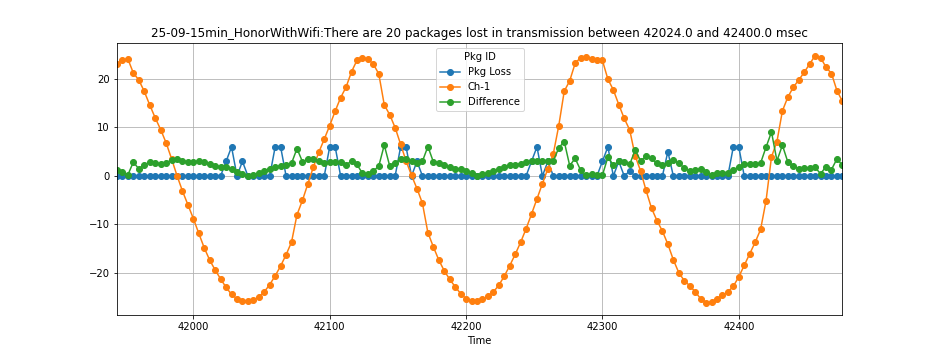 25-09-15min_HonorWithWifi:There are 20 packages lost in transmission between 42024.0 and 42400.0 msec
Pkg ID
Pkg Loss
Ch-1
Difference
20
10
0
−10
−20
42000 42100 42200 42300 42400
Time